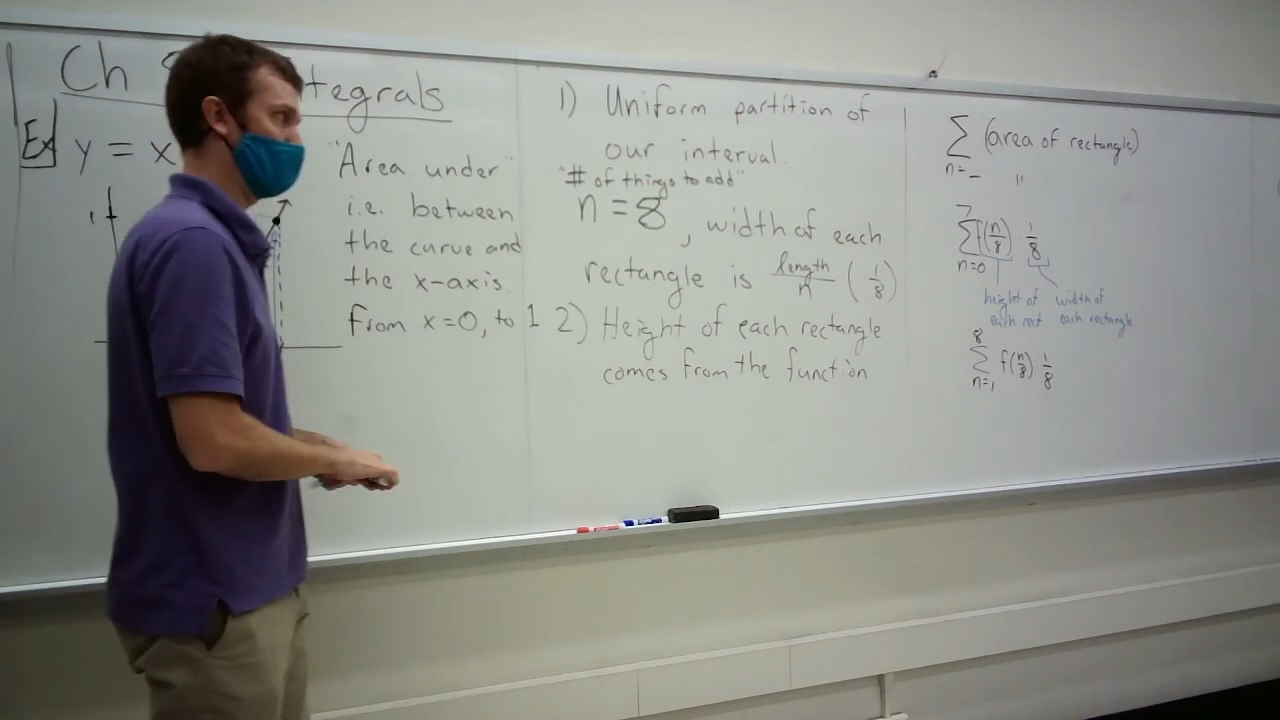 Ch
tegrals
Ex y = x
1
"Area under"
i.e. between
the curve and
the x-axis
From x=0, to 1
1) Uniform partition of
our interval.
"# of things to add"
n = 8, width of each
rectangle is length/n (1/8)
2) Height of each rectangle
comes from the function
∑ (area of rectangle)
n=_ "
7
∑ f(n/8) 1/8
n=0
height of each rect
width of each rectangle
8
∑ f(n/8) 1/8
n=1